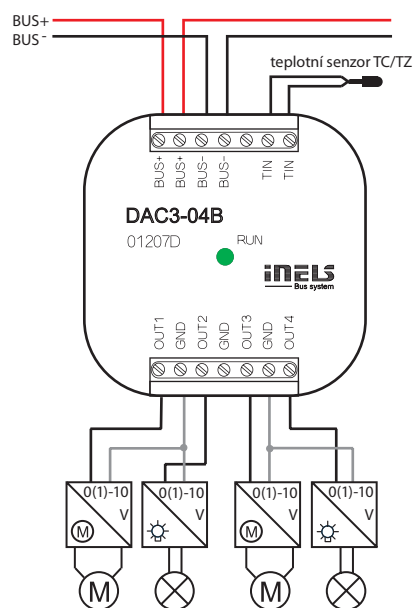 BUS+
BUS-
teplotní senzor TC/TZ
BUS+ BUS+ BUS- BUS- TIN TIN
DAC3-04B
01207D
RUN
iNELS
Bus system
OUT1 GND OUT2 GND OUT3 GND OUT4
0(1)-10 V
0(1)-10 V
0(1)-10 V
0(1)-10 V
M
M
M
M